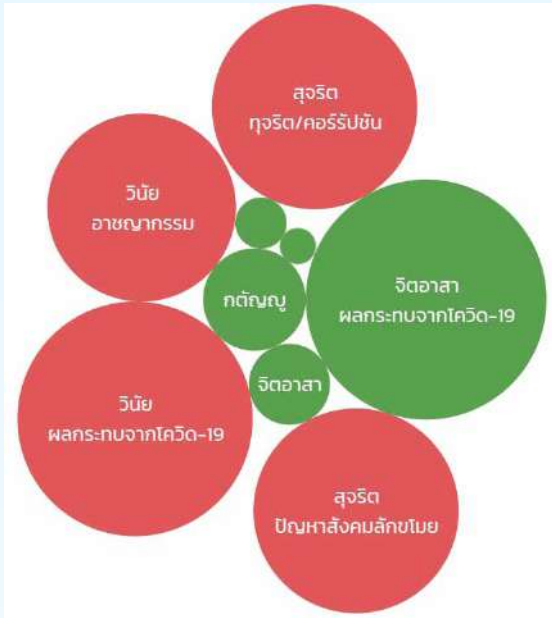 สุจริต
ทุจริต/คอร์รัปชัน
วินัย
อาชญากรรม
กตัญญู
จิตอาสา
ผลกระทบจากโควิด-19
จิตอาสา
วินัย
ผลกระทบจากโควิด-19
สุจริต
ปัญหาสังคมลักขโมย